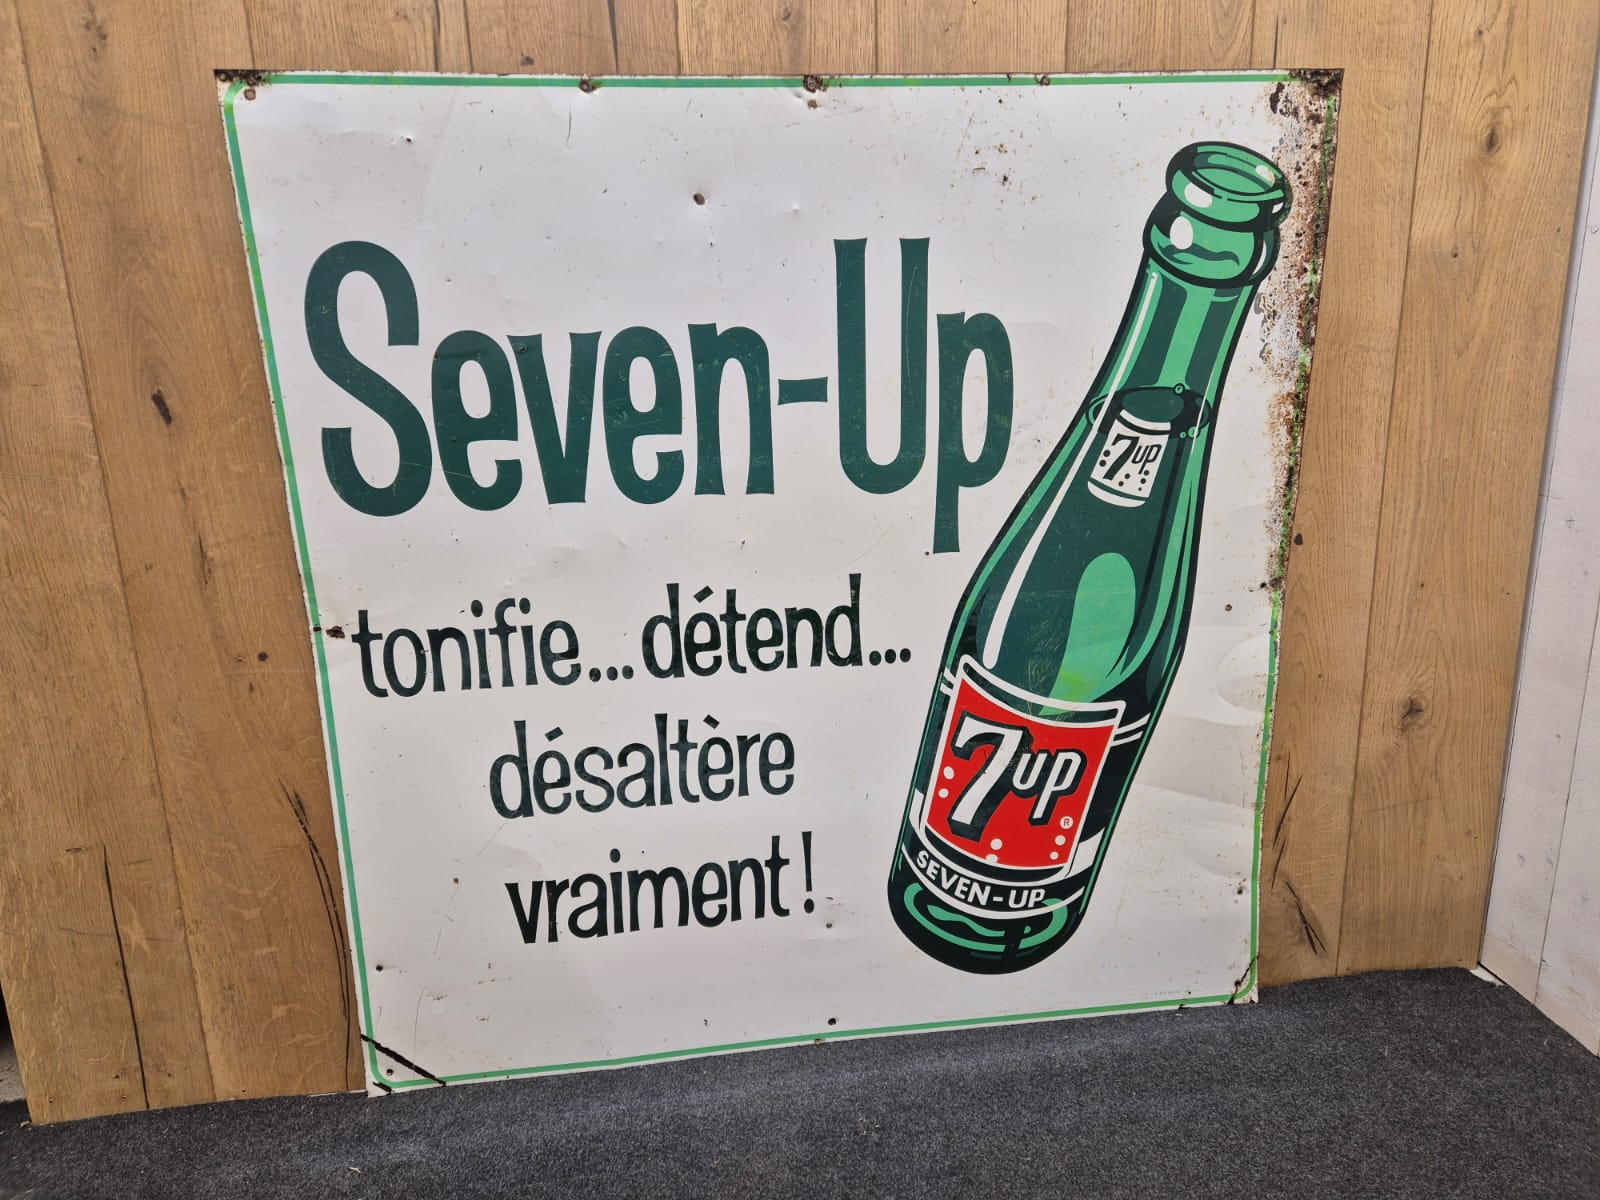 Seven-Up
tonifie...détend...
désaltère
vraiment!
7up
7up
®
SEVEN-UP